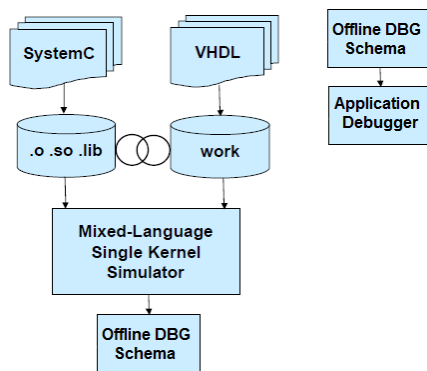 SystemC
VHDL
Offline DBG
Schema
Application
Debugger
.o .so .lib
work
Mixed-Language
Single Kernel
Simulator
Offline DBG
Schema